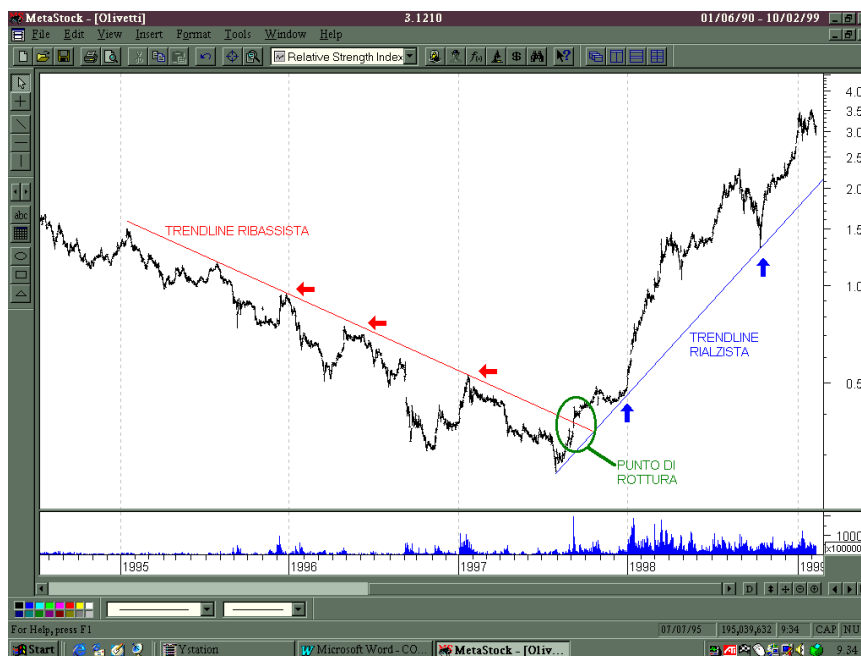 MetaStock - [Olivetti] 3.1210 01/06/90 - 10/02/99
File Edit View Insert Format Tools Window Help
Relative Strength Index
abc
TRENDLINE RIBASSISTA
TRENDLINE
RIALZISTA
PUNTO DI
ROTTURA
4.0
3.5
3.0
2.5
2.0
1.5
1.0
0.5
1000
x100000
1995 1996 1997 1998 1999
D
For Help, press F1 07/07/95 195,039,632 9:34 CAP NU
Start Ystation Microsoft Word - CO... MetaStock - [Oliv... 9.34